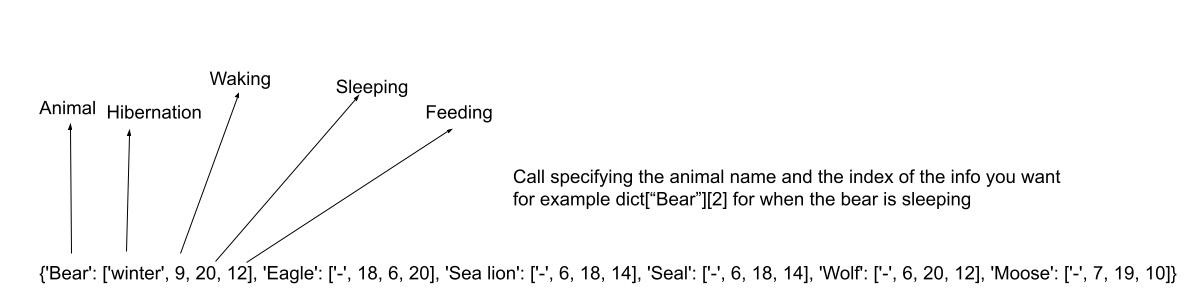 Waking
Sleeping
Animal
Hibernation
Feeding
Call specifying the animal name and the index of the info you want
for example dict[“Bear”][2] for when the bear is sleeping
{'Bear': ['winter', 9, 20, 12], 'Eagle': ['-', 18, 6, 20], 'Sea lion': ['-', 6, 18, 14], 'Seal': ['-', 6, 18, 14], 'Wolf': ['-', 6, 20, 12], 'Moose': ['-', 7, 19, 10]}